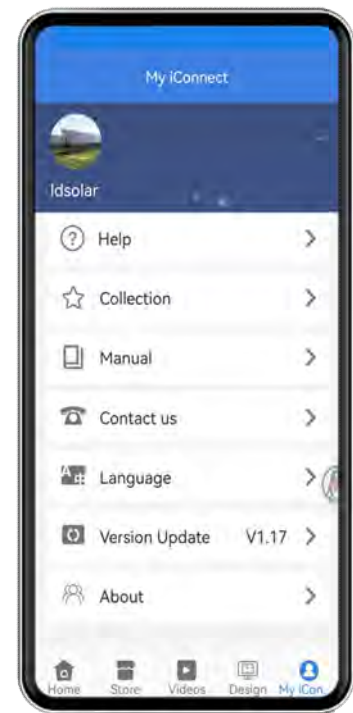 My iConnect
ldsolar
Help
Collection
Manual
Contact us
Language
Version Update V1.17
About
Home Store Videos Design My iCon